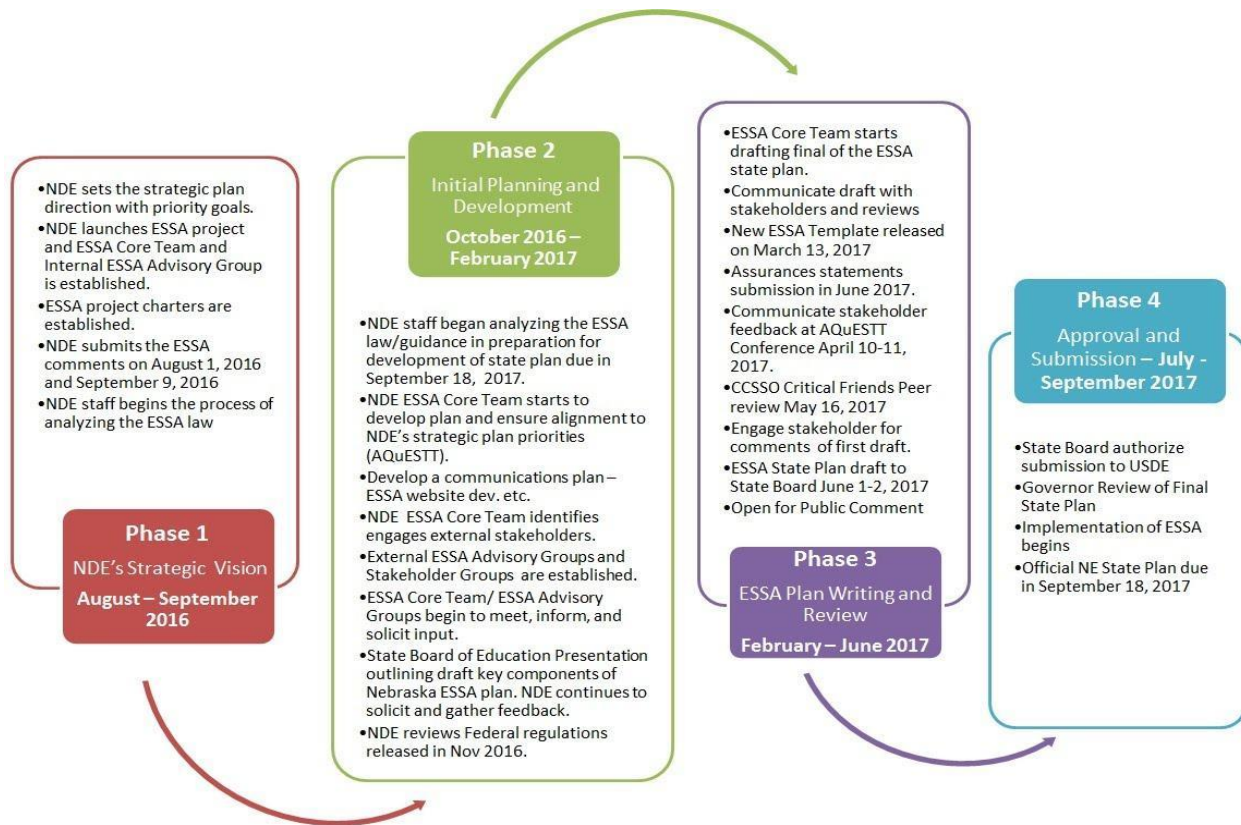 •NDE sets the strategic plan
direction with priority goals.
•NDE launches ESSA project
and ESSA Core Team and
Internal ESSA Advisory Group
is established.
•ESSA project charters are
established.
•NDE submits the ESSA
comments on August 1, 2016
and September 9, 2016
•NDE staff begins the process of
analyzing the ESSA law
Phase 1
NDE's Strategic Vision
August – September
2016
Phase 2
Initial Planning and
Development
October 2016 –
February 2017
•NDE staff began analyzing the ESSA
law/guidance in preparation for
development of state plan due in
September 18, 2017.
•NDE ESSA Core Team starts to
develop plan and ensure alignment to
NDE's strategic plan priorities
(AQuESTT).
•Develop a communications plan –
ESSA website dev. etc.
•NDE ESSA Core Team identifies
engages external stakeholders.
•External ESSA Advisory Groups and
Stakeholder Groups are established.
•ESSA Core Team/ ESSA Advisory
Groups begin to meet, inform, and
solicit input.
•State Board of Education Presentation
outlining draft key components of
Nebraska ESSA plan. NDE continues to
solicit and gather feedback.
•NDE reviews Federal regulations
released in Nov 2016.
•ESSA Core Team starts
drafting final of the ESSA
state plan.
•Communicate draft with
stakeholders and reviews
•New ESSA Template released
on March 13, 2017
•Assurances statements
submission in June 2017.
•Communicate stakeholder
feedback at AQuESTT
Conference April 10-11,
2017.
•CCSSO Critical Friends Peer
review May 16, 2017
•Engage stakeholder for
comments of first draft.
•ESSA State Plan draft to
State Board June 1-2, 2017
•Open for Public Comment
Phase 3
ESSA Plan Writing and
Review
February – June 2017
Phase 4
Approval and
Submission – July -
September 2017
•State Board authorize
submission to USDE
•Governor Review of Final
State Plan
•Implementation of ESSA
begins
•Official NE State Plan due
in September 18, 2017